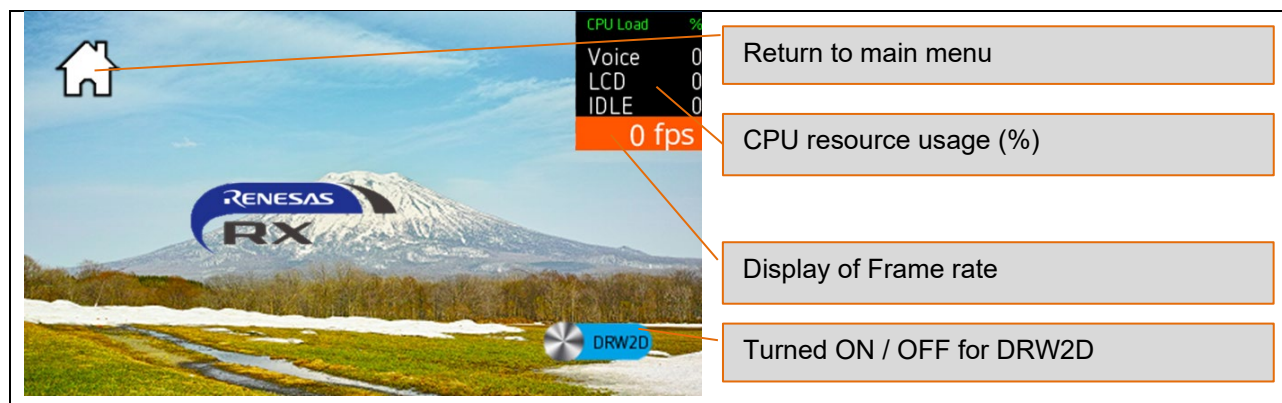 CPU Load %
Voice 0
LCD 0
IDLE 0
0 fps
RENESAS
RX
DRW2D
Return to main menu
CPU resource usage (%)
Display of Frame rate
Turned ON / OFF for DRW2D